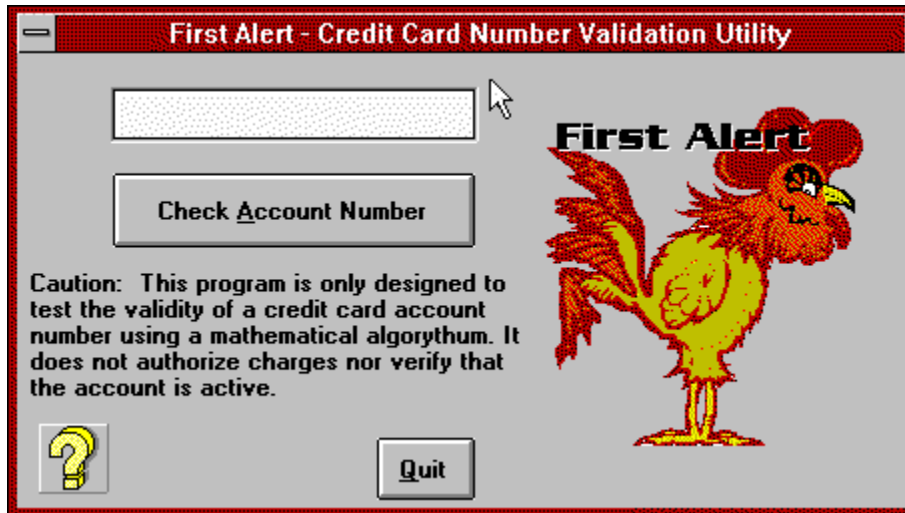 First Alert - Credit Card Number Validation Utility
First Alert
Check Account Number
Caution: This program is only designed to
test the validity of a credit card account
number using a mathematical algorythum. It
does not authorize charges nor verify that
the account is active.
?
Quit